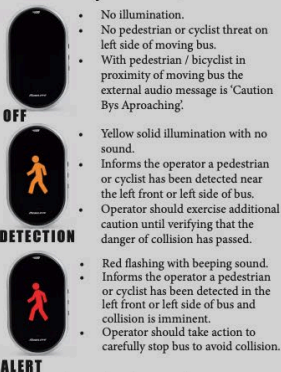 No illumination.
No pedestrian or cyclist threat on
left side of moving bus.
With pedestrian / bicyclist in
proximity of moving bus the
external audio message is 'Caution
Bys Aproaching'.
OFF
Yellow solid illumination with no
sound.
Informs the operator a pedestrian
or cyclist has been detected near
the left front or left side of bus.
Operator should exercise additional
caution until verifying that the
danger of collision has passed.
DETECTION
Red flashing with beeping sound.
Informs the operator a pedestrian
or cyclist has been detected in the
left front or left side of bus and
collision is imminent.
Operator should take action to
carefully stop bus to avoid collision.
ALERT